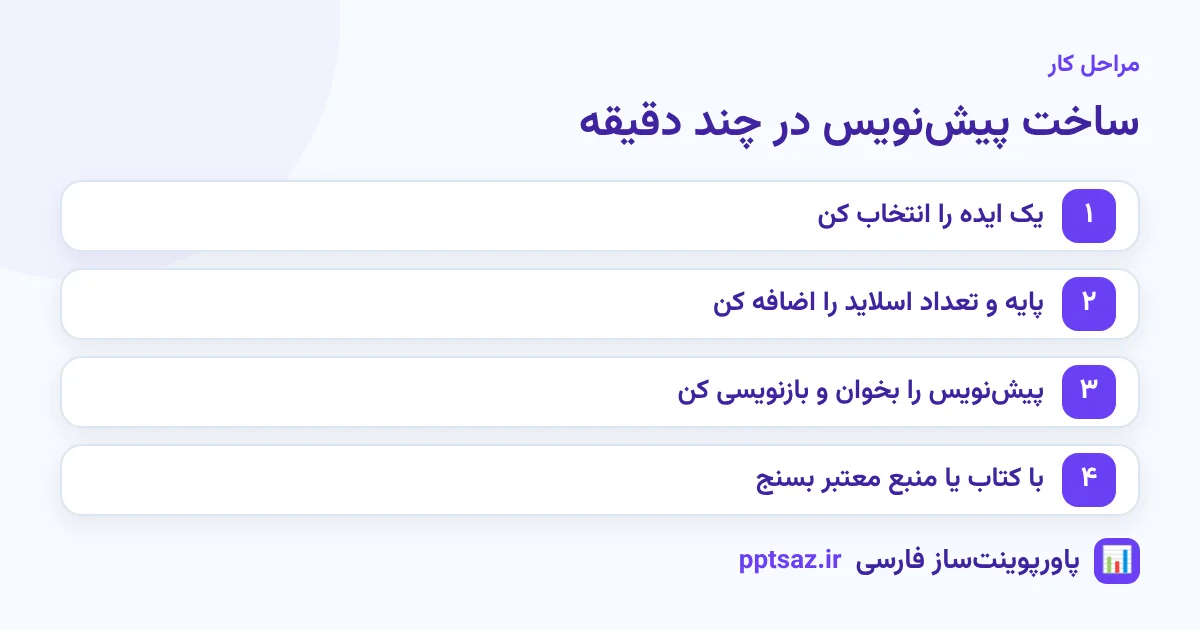 مراحل کار
ساخت پیش‌نویس در چند دقیقه
۱ یک ایده را انتخاب کن
۲ پایه و تعداد اسلاید را اضافه کن
۳ پیش‌نویس را بخوان و بازنویسی کن
۴ با کتاب یا منبع معتبر بسنج
پاورپوینت‌ساز فارسی pptsaz.ir